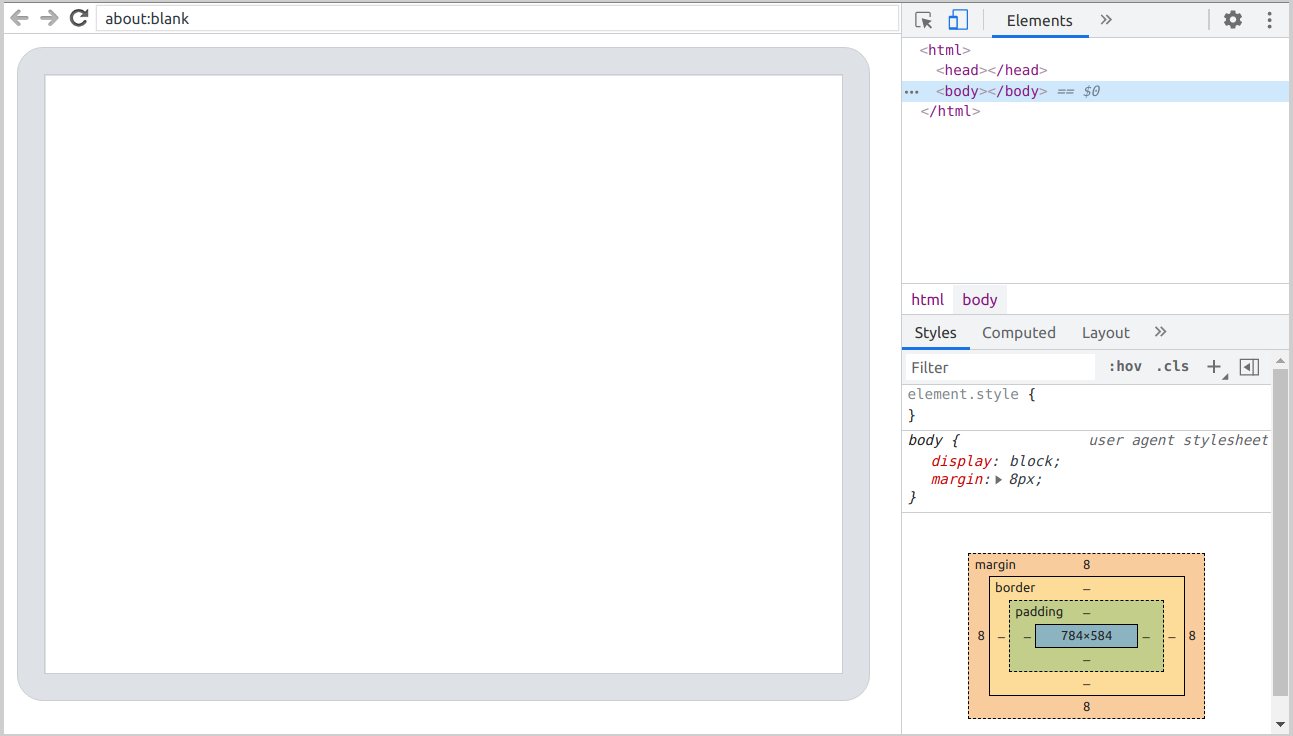 about:blank
Elements
<html>
<head></head>
<body></body> == $0
</html>
html body
Styles Computed Layout
Filter :hov .cls
element.style {
}
body { user agent stylesheet
display: block;
margin: 8px;
}
margin 8
border –
padding –
8 – – 784×584 – – 8
–
–
8